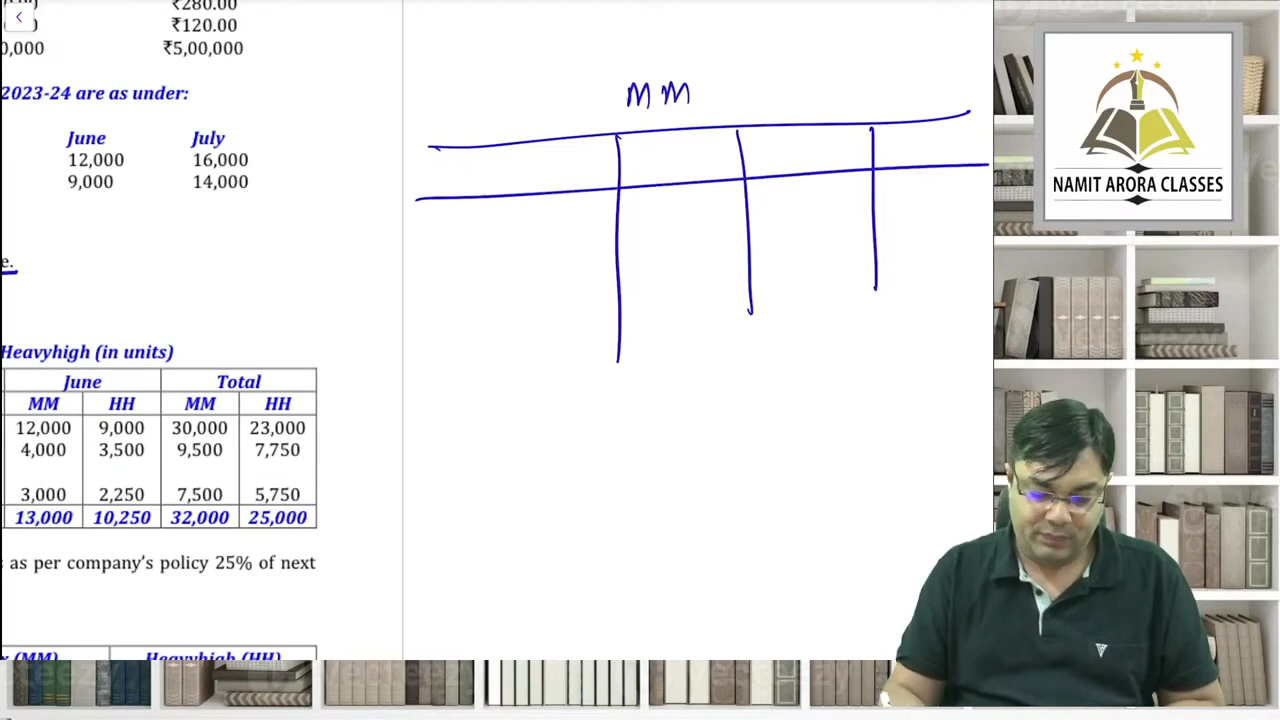 ₹280.00
₹120.00
0,000 ₹5,00,000
2023-24 are as under:
June July
12,000 16,000
9,000 14,000
e.
Heavyhigh (in units)
June Total
MM HH MM HH
12,000 9,000 30,000 23,000
4,000 3,500 9,500 7,750
3,000 2,250 7,500 5,750
13,000 10,250 32,000 25,000
s as per company's policy 25% of next
x (MM) Heavyhigh (HH)
MM
NAMIT ARORA CLASSES